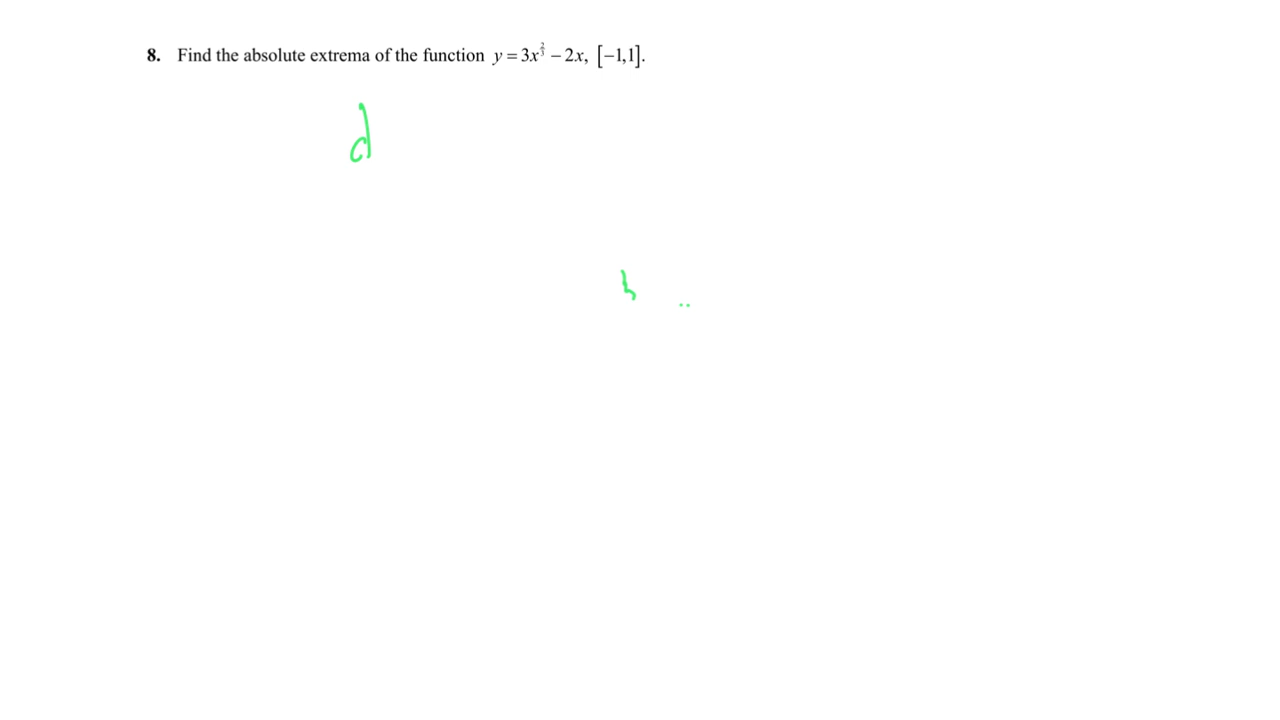 8. Find the absolute extrema of the function y = 3x^{2/3} − 2x, [−1,1].
d